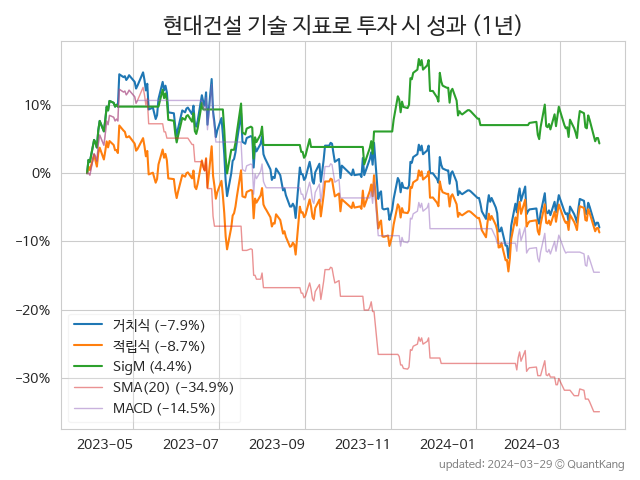 현대건설 기술 지표로 투자 시 성과 (1년)
10%
0%
−10%
−20%
−30%
거치식 (−7.9%)
적립식 (−8.7%)
SigM (4.4%)
SMA(20) (−34.9%)
MACD (−14.5%)
2023-05 2023-07 2023-09 2023-11 2024-01 2024-03
updated: 2024-03-29 © QuantKang